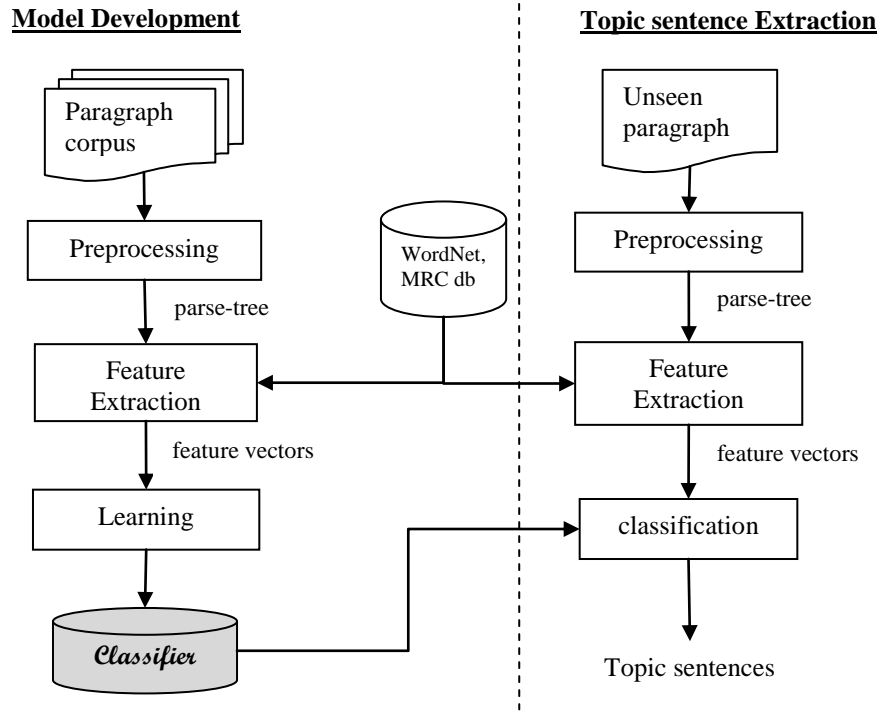 Model Development
Paragraph
corpus
Preprocessing
parse-tree
Feature
Extraction
feature vectors
Learning
Classifier
WordNet,
MRC db
Topic sentence Extraction
Unseen
paragraph
Preprocessing
parse-tree
Feature
Extraction
feature vectors
classification
Topic sentences